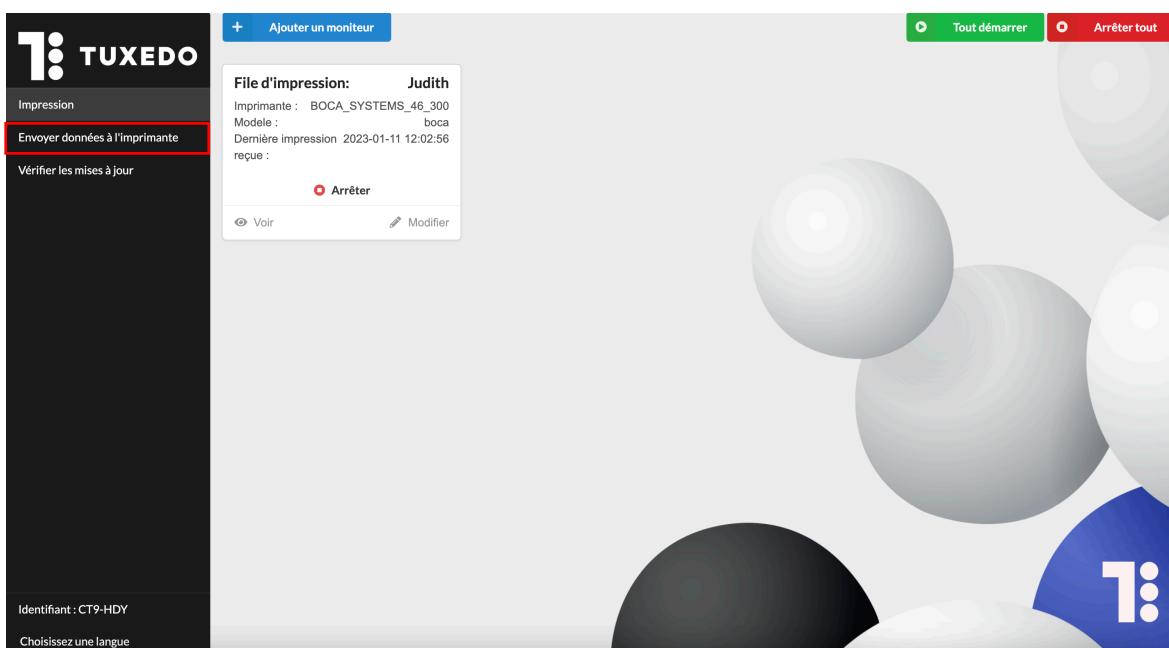 TUXEDO
Impression
Envoyer données à l'imprimante
Vérifier les mises à jour
Identifiant : CT9-HDY
Choisissez une langue
Ajouter un moniteur
Tout démarrer
Arrêter tout
File d'impression: Judith
Imprimante : BOCA_SYSTEMS_46_300
Modele : boca
Dernière impression 2023-01-11 12:02:56
reçue :
Arrêter
Voir
Modifier